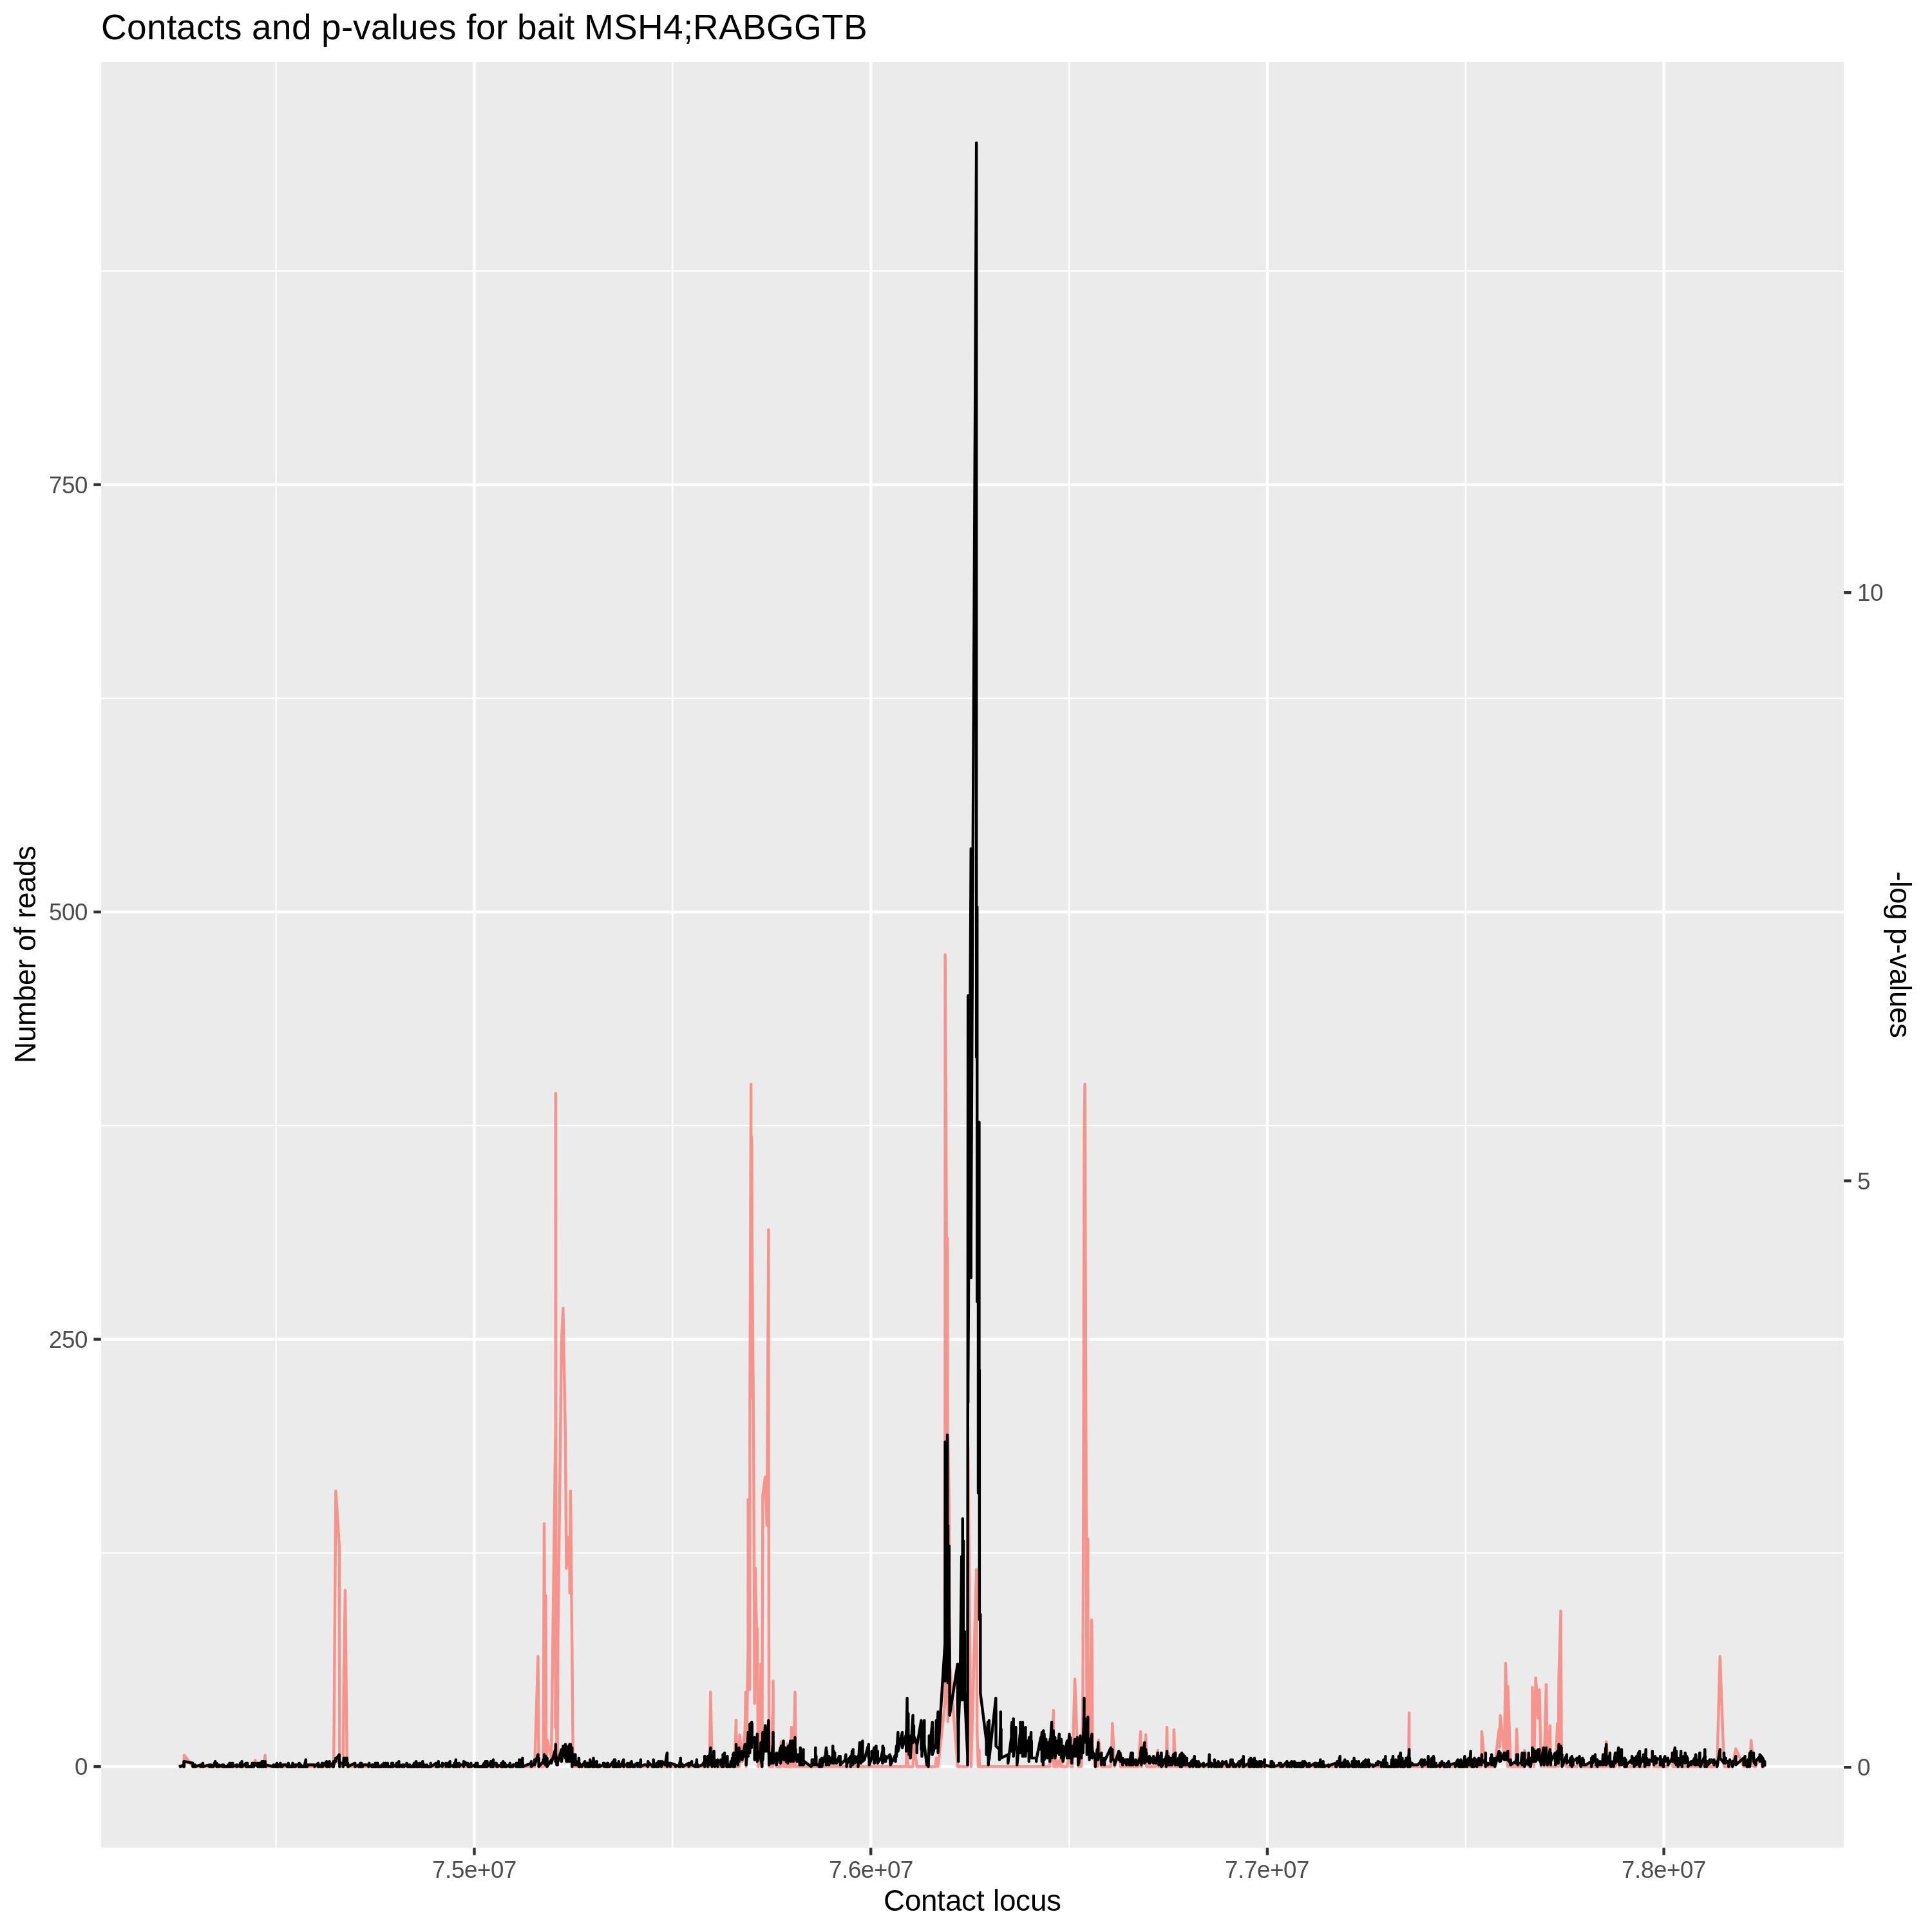 Contacts and p-values for bait MSH4;RABGGTB
Number of reads
750
500
250
0
10
5
0
-log p-values
7.5e+07
7.6e+07
7.7e+07
7.8e+07
Contact locus